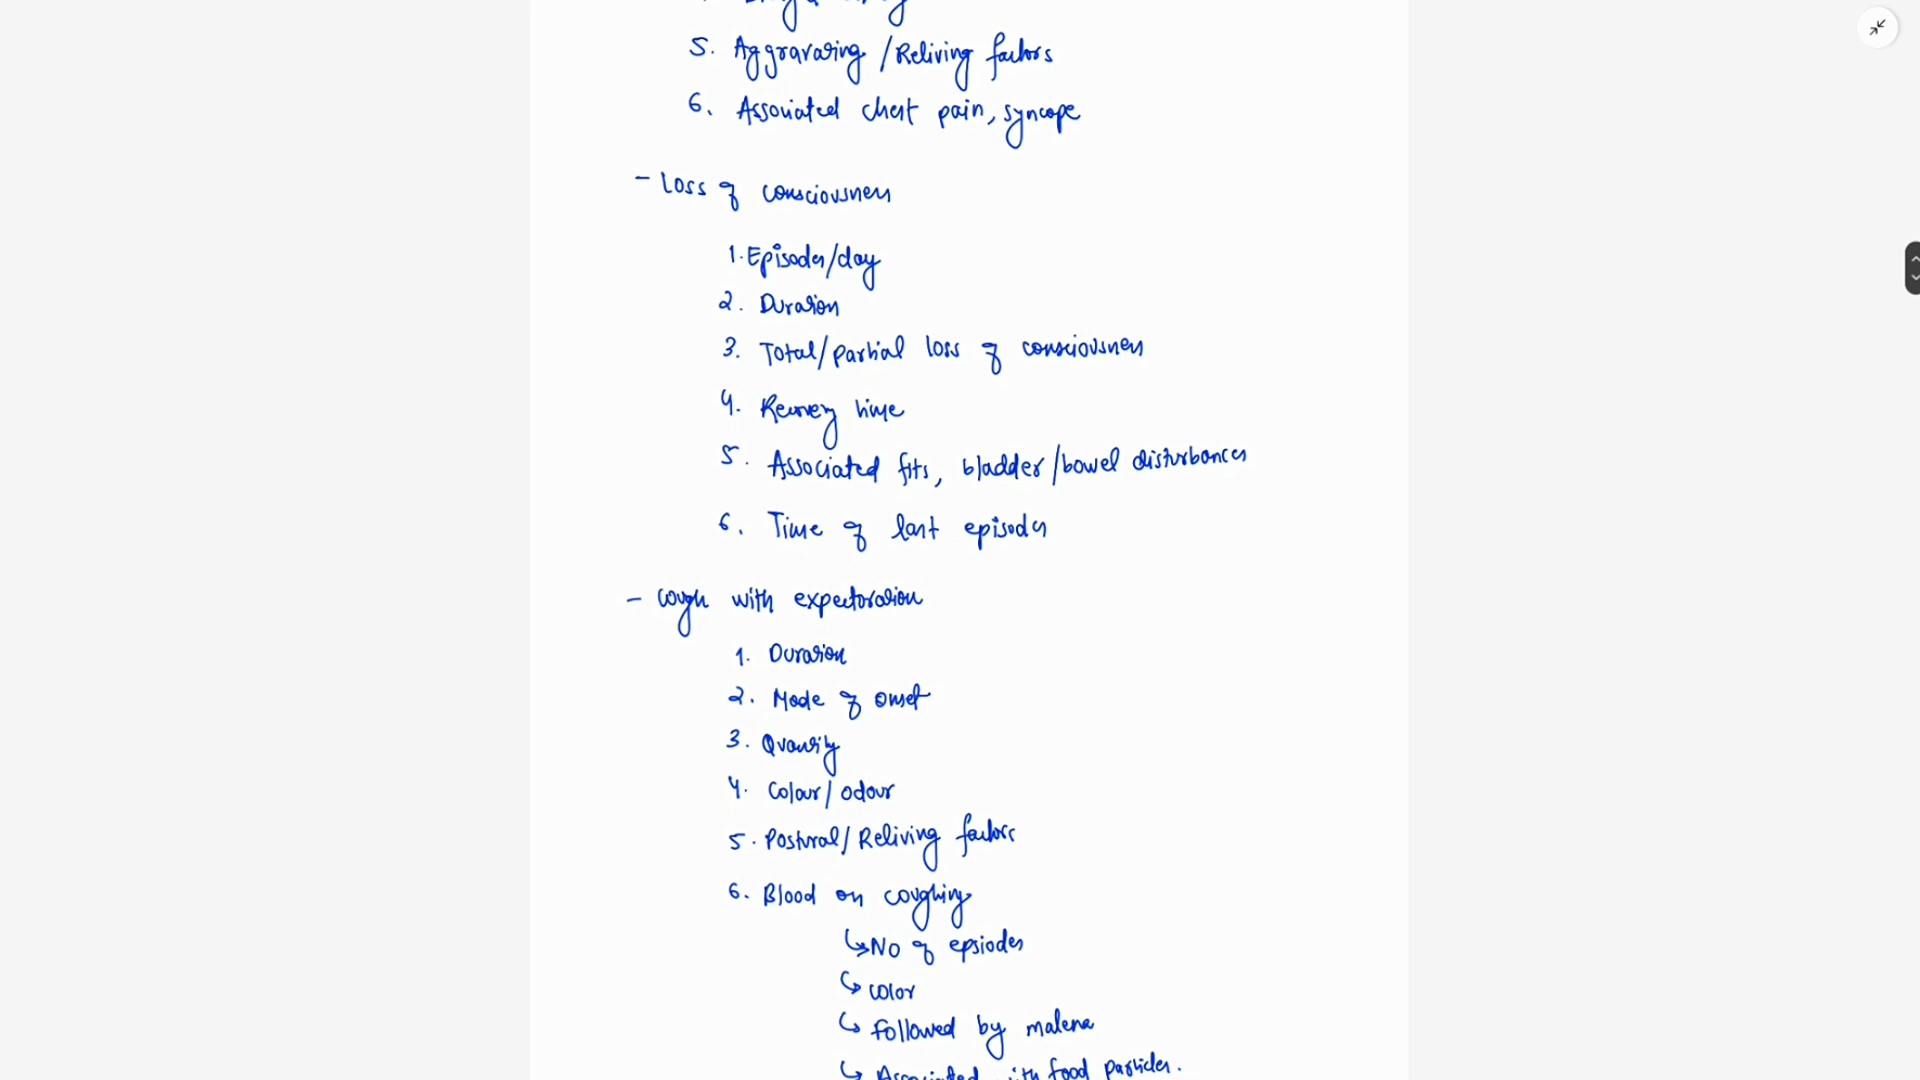 5. Aggravating /Reliving factors
6. Associated chest pain, syncope
- Loss of consciousness
1. Episodes/day
2. Duration
3. Total/partial loss of consciousness
4. Recovery time
5. Associated fits, bladder/bowel disturbances
6. Time of last episodes
- Cough with expectoration
1. Duration
2. Mode of onset
3. Quantity
4. Colour/odour
5. Postural/Reliving factors
6. Blood on coughing
↳ No of epsiodes
↳ color
↳ followed by malena
↳ Associated with food particles.